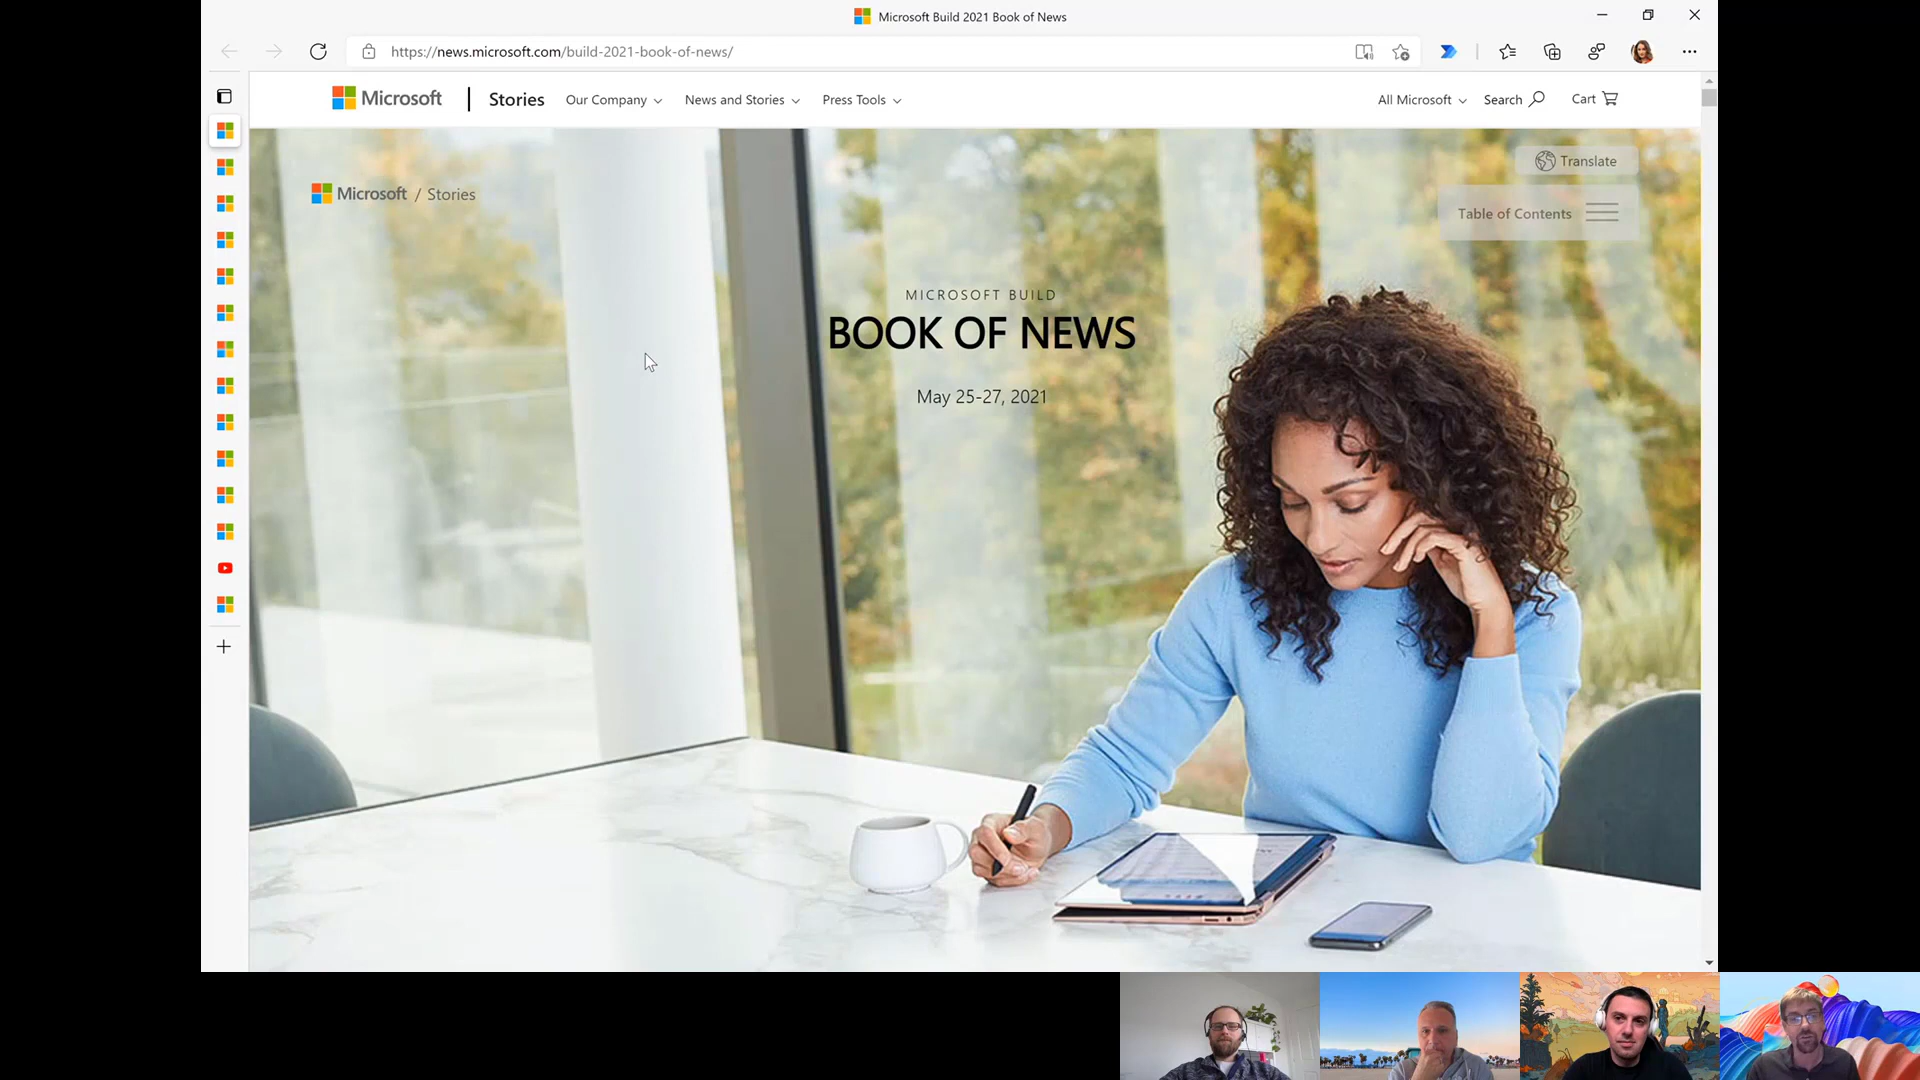 Microsoft Build 2021 Book of News
https://news.microsoft.com/build-2021-book-of-news/
Microsoft Stories Our Company News and Stories Press Tools All Microsoft Search Cart
Translate
Microsoft / Stories
Table of Contents
MICROSOFT BUILD
BOOK OF NEWS
May 25-27, 2021